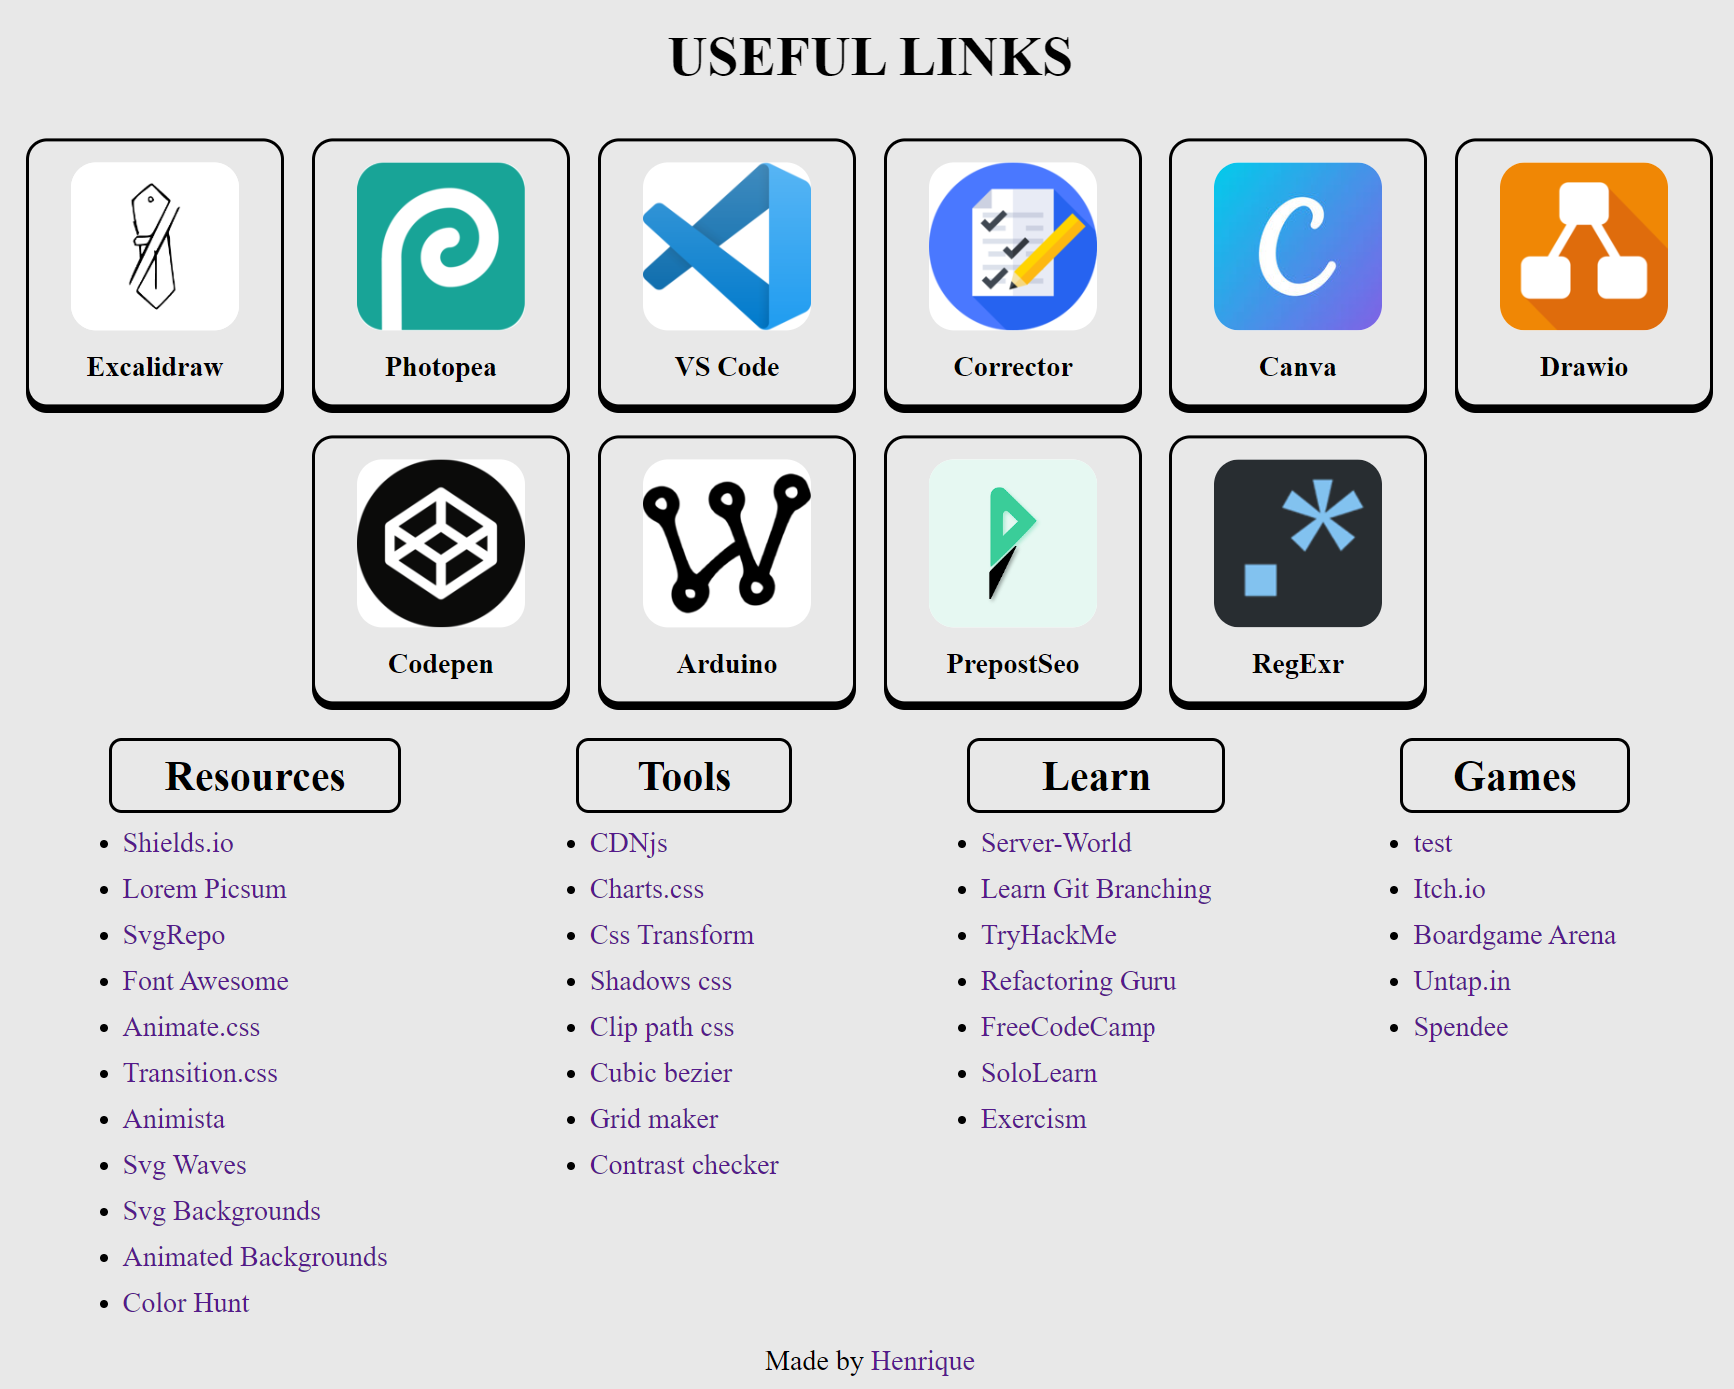 USEFUL LINKS
Excalidraw
Photopea
VS Code
Corrector
Canva
Drawio
Codepen
Arduino
PrepostSeo
RegExr
Resources
Shields.io
Lorem Picsum
SvgRepo
Font Awesome
Animate.css
Transition.css
Animista
Svg Waves
Svg Backgrounds
Animated Backgrounds
Color Hunt
Tools
CDNjs
Charts.css
Css Transform
Shadows css
Clip path css
Cubic bezier
Grid maker
Contrast checker
Learn
Server-World
Learn Git Branching
TryHackMe
Refactoring Guru
FreeCodeCamp
SoloLearn
Exercism
Games
test
Itch.io
Boardgame Arena
Untap.in
Spendee
Made by Henrique